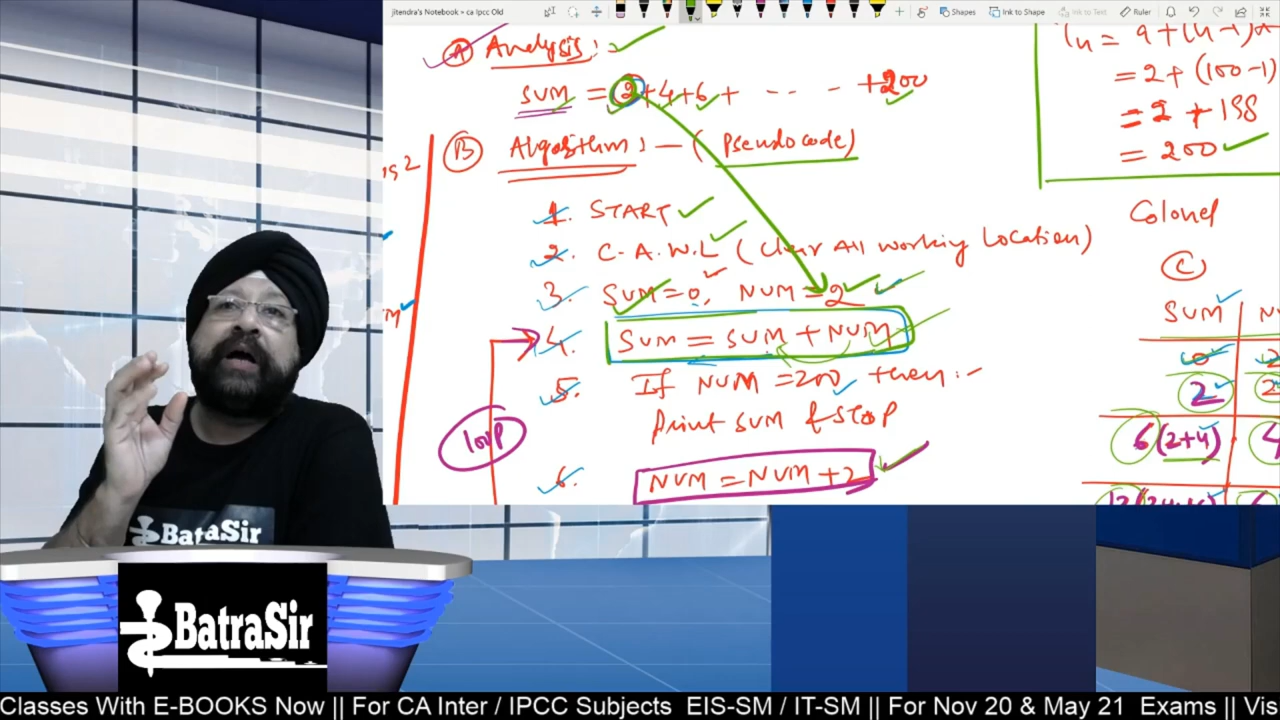 jitendra's Notebook » ca Ipcc Old
Shapes
Ink to Shape
Ink to Text
Ruler
A Analysis:-
SUM = 2+4+6+ ---- - +200
B Algorithm:-(Pseudocode)
1. START
2. C.A.W.L (Clear All Working Location)
3. SUM=0, NUM=2
4. SUM = SUM + NUM
5. If NUM =200 then:-
Print SUM & STOP
6. NUM = NUM+2
loop
= 2+(100-1)
= 2 + 198
= 200
C
SUM
0
2
6(2+4)
BatraSir
BatraSir
Classes With E-BOOKS Now || For CA Inter / IPCC Subjects EIS-SM / IT-SM || For Nov 20 & May 21 Exams || Vis